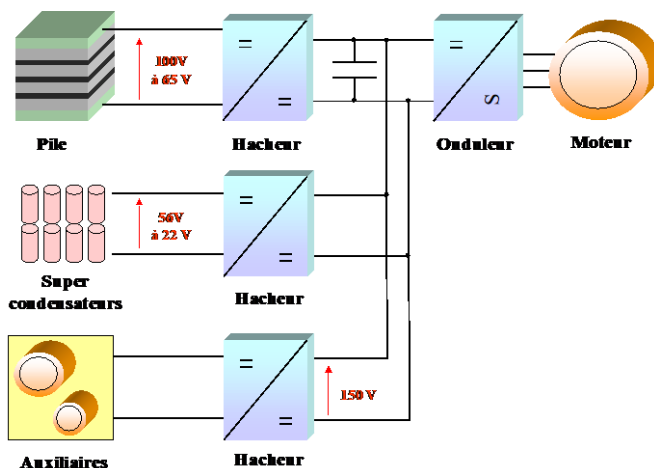 100V
à 65 V
Pile
Hacheur
Onduleur
Moteur
56V
à 22 V
Super
condensateurs
Hacheur
150 V
Auxiliaires
Hacheur